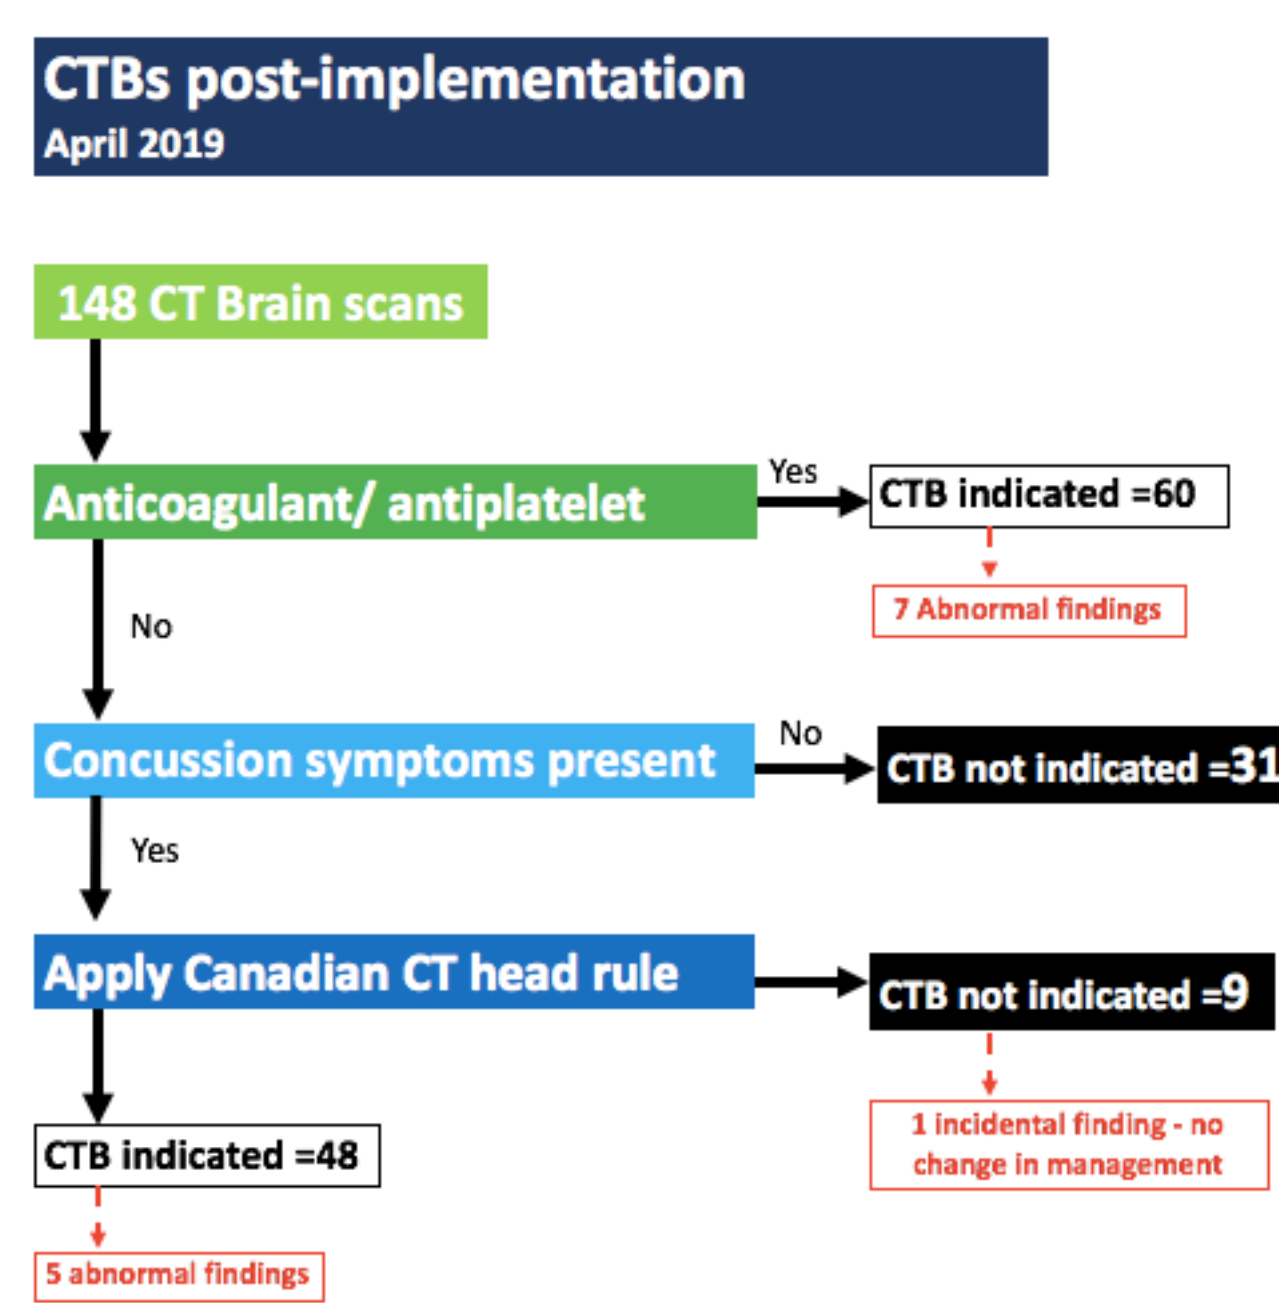 CTBs post-implementation
April 2019
148 CT Brain scans
Anticoagulant/ antiplatelet
Yes
CTB indicated =60
7 Abnormal findings
No
Concussion symptoms present
No
CTB not indicated =31
Yes
Apply Canadian CT head rule
CTB not indicated =9
1 incidental finding - no
change in management
CTB indicated =48
5 abnormal findings